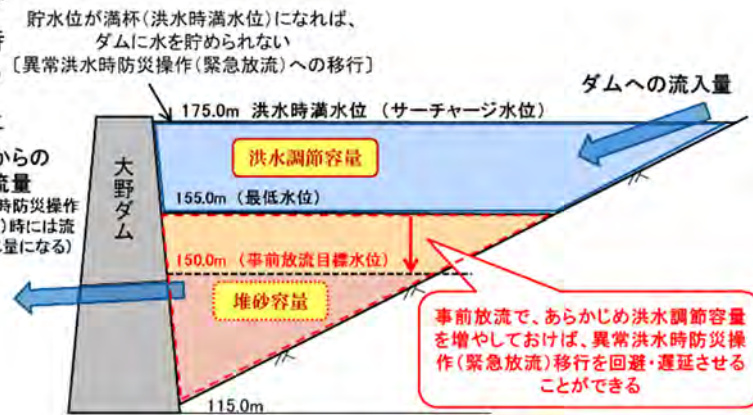 貯水位が満杯(洪水時満水位)になれば、
ダムに水を貯められない
〔異常洪水時防災操作(緊急放流)への移行〕
ダムへの流入量
175.0m 洪水時満水位 (サーチャージ水位)
洪水調節容量
大野ダム
からの
流量
時防災操作
)時には流
量になる)
155.0m (最低水位)
150.0m (事前放流目標水位)
堆砂容量
事前放流で、あらかじめ洪水調節容量
を増やしておけば、異常洪水時防災操
作(緊急放流)移行を回避・遅延させる
ことができる
115.0m